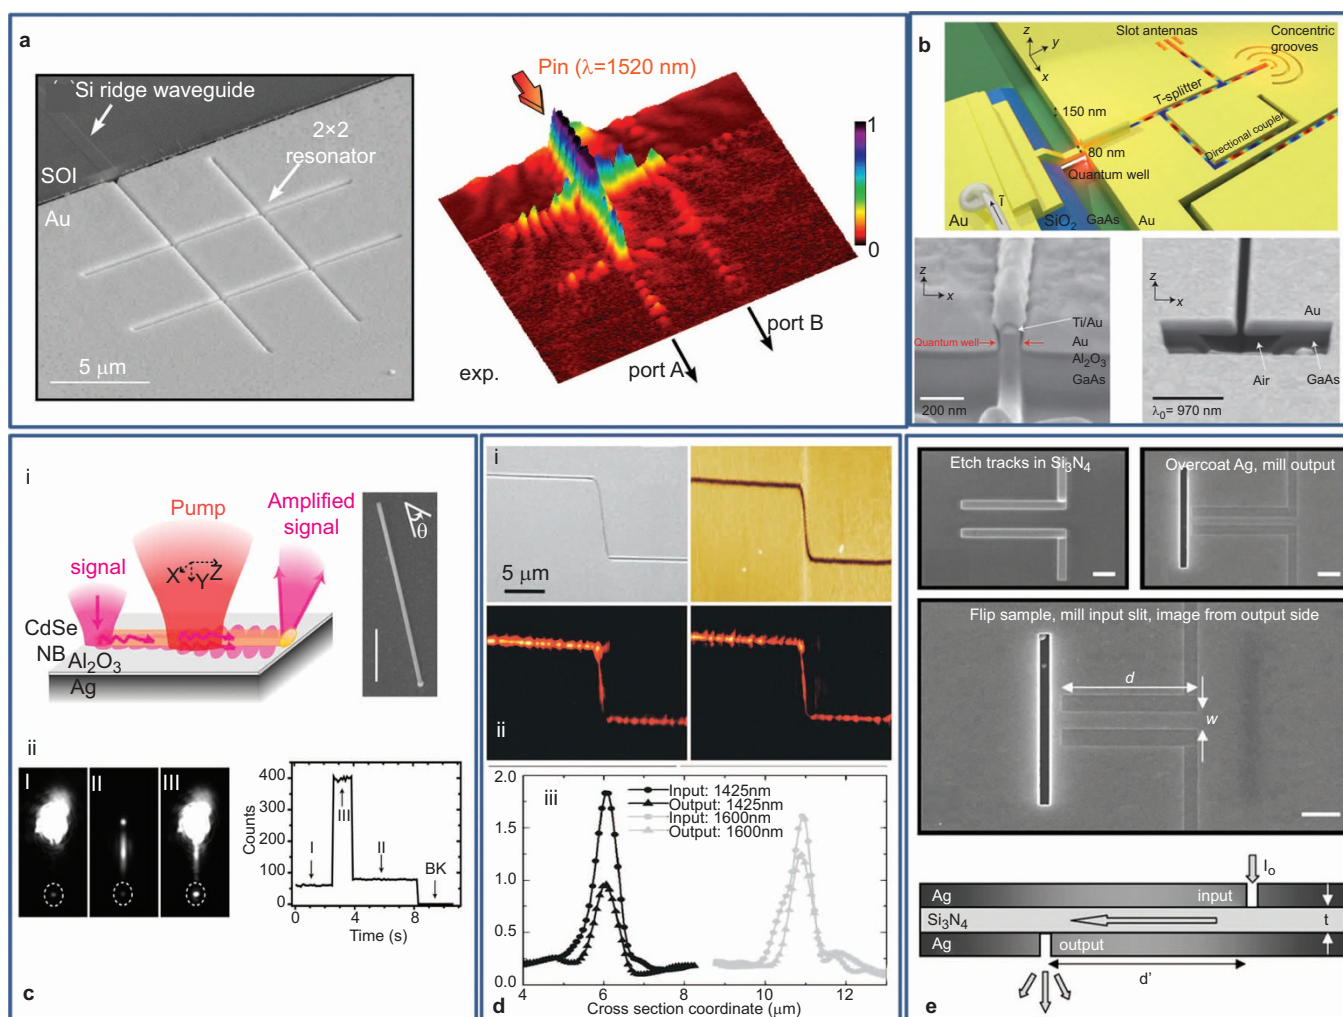 a
Si ridge waveguide
2×2
resonator
SOI
Au
5 μm
Pin (λ=1520 nm)
1
0
port B
port A
exp.
b
z
y
x
Slot antennas
Concentric
grooves
T-splitter
150 nm
Directional coupler
80 nm
Quantum well
Au
SiO2
GaAs
Au
z
x
Ti/Au
Quantum well
Au
Al2O3
GaAs
200 nm
z
x
Au
Air
GaAs
λ0= 970 nm
i
Pump
Amplified
signal
signal
X
Y
Z
CdSe
NB
Al2O3
Ag
θ
ii
I
II
III
400
300
200
100
0
Counts
I
III
II
BK
0
4
8
Time (s)
c
i
5 μm
ii
iii
2.0
1.5
1.0
0.5
0.0
Input: 1425nm
Output: 1425nm
Input: 1600nm
Output: 1600nm
4
6
8
10
12
Cross section coordinate (μm)
d
Etch tracks in Si3N4
Overcoat Ag, mill output
Flip sample, mill input slit, image from output side
d
w
Io
Ag
input
Si3N4
t
Ag
output
d'
e